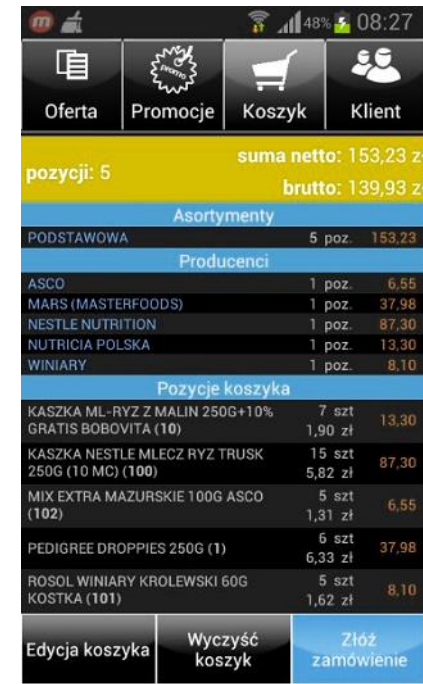 m 48% 08:27
promo
Oferta Promocje Koszyk Klient
suma netto: 153,23 z
pozycji: 5
brutto: 139,93 z
Asortymenty
PODSTAWOWA 5 poz. 153,23
Producenci
ASCO 1 poz. 6,55
MARS (MASTERFOODS) 1 poz. 37,98
NESTLE NUTRITION 1 poz. 87,30
NUTRICIA POLSKA 1 poz. 13,30
WINIARY 1 poz. 8,10
Pozycje koszyka
KASZKA ML-RYZ Z MALIN 250G+10% 7 szt
GRATIS BOBOVITA (10) 1,90 zł 13,30
KASZKA NESTLE MLECZ RYZ TRUSK 15 szt
250G (10 MC) (100) 5,82 zł 87,30
MIX EXTRA MAZURSKIE 100G ASCO 5 szt
(102) 1,31 zł 6,55
PEDIGREE DROPPIES 250G (1) 6 szt
6,33 zł 37,98
ROSOL WINIARY KROLEWSKI 60G 5 szt
KOSTKA (101) 1,62 zł 8,10
Edycja koszyka Wyczyść Złóż
koszyk zamówienie